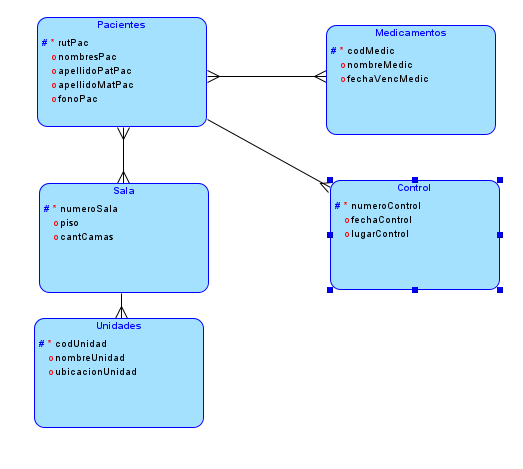 Pacientes
# * rutPac
o nombresPac
o apellidoPatPac
o apellidoMatPac
o fonoPac
Medicamentos
# * codMedic
o nombreMedic
o fechaVencMedic
Sala
# * numeroSala
o piso
o cantCamas
Control
# * numeroControl
o fechaControl
o lugarControl
Unidades
# * codUnidad
o nombreUnidad
o ubicacionUnidad